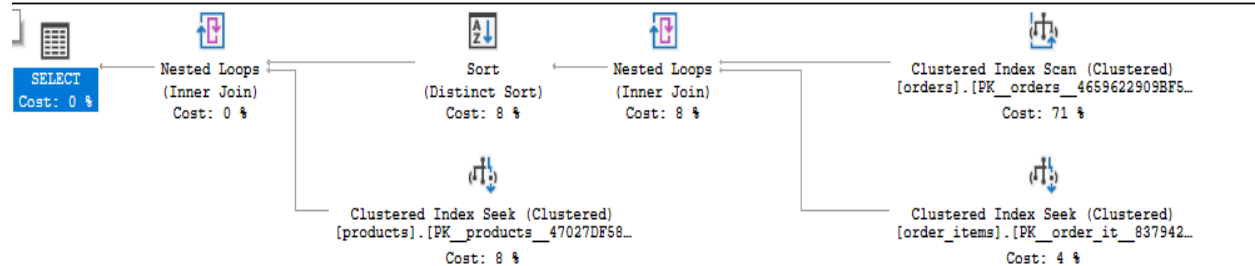 SELECT
Cost: 0 %
Nested Loops
(Inner Join)
Cost: 0 %
Sort
(Distinct Sort)
Cost: 8 %
Nested Loops
(Inner Join)
Cost: 8 %
Clustered Index Scan (Clustered)
[orders].[PK__orders__4659622909BF5…
Cost: 71 %
Clustered Index Seek (Clustered)
[products].[PK_products__47027DF58…
Cost: 8 %
Clustered Index Seek (Clustered)
[order_items].[PK__order_it__837942…
Cost: 4 %